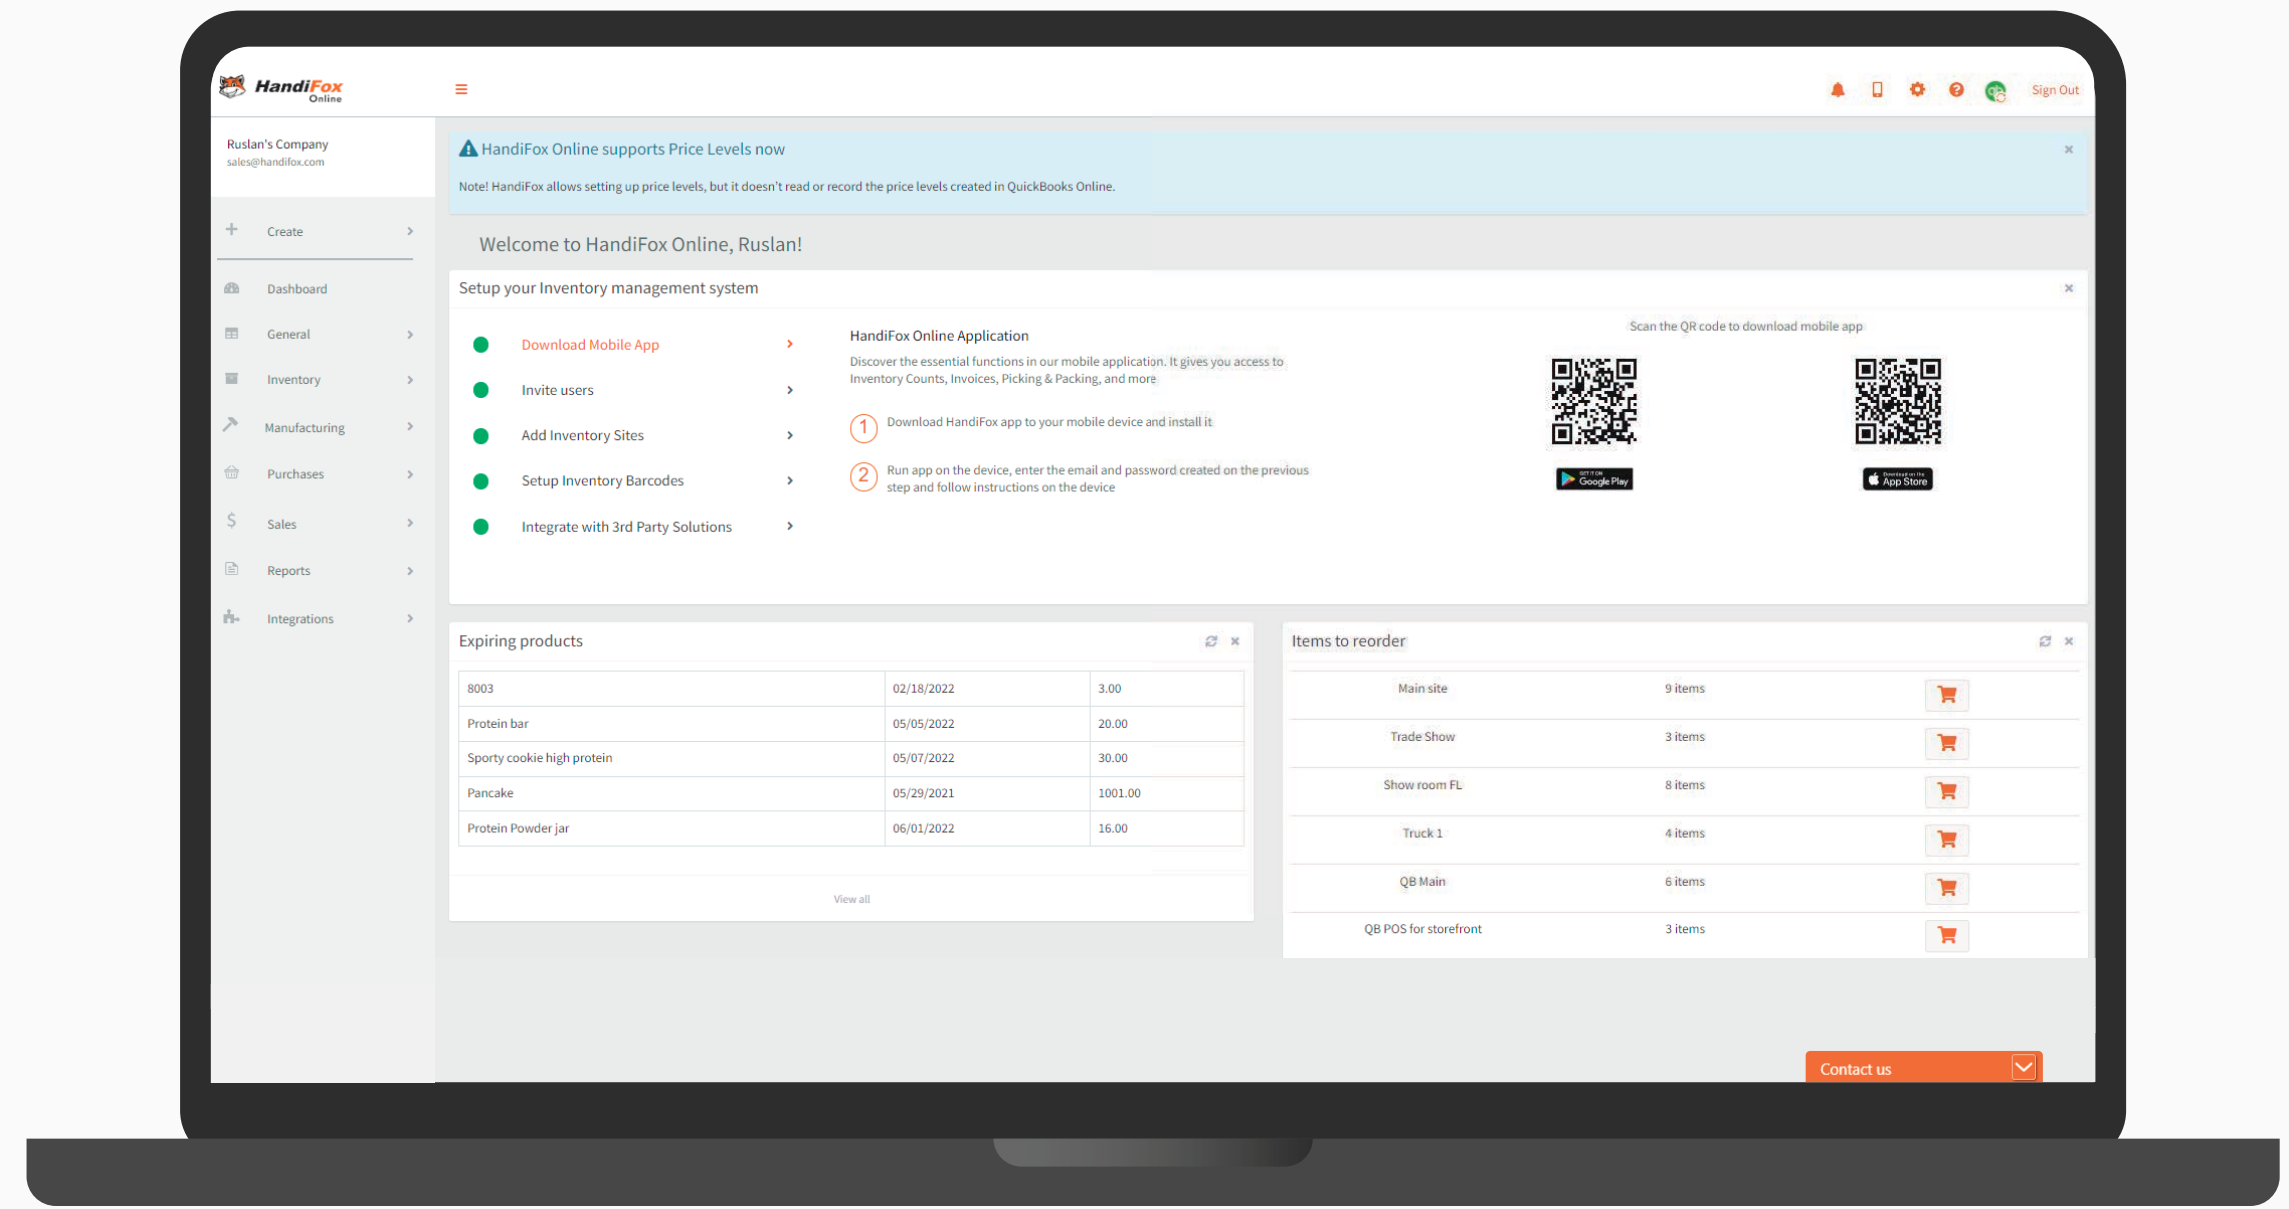 HandiFox
Online
Sign Out
Ruslan's Company
sales@handifox.com
Create
Dashboard
General
Inventory
Manufacturing
Purchases
Sales
Reports
Integrations
HandiFox Online supports Price Levels now
Note! HandiFox allows setting up price levels, but it doesn't read or record the price levels created in QuickBooks Online.
Welcome to HandiFox Online, Ruslan!
Setup your Inventory management system
Download Mobile App
Invite users
Add Inventory Sites
Setup Inventory Barcodes
Integrate with 3rd Party Solutions
HandiFox Online Application
Discover the essential functions in our mobile application. It gives you access to
Inventory Counts, Invoices, Picking & Packing, and more
1 Download HandiFox app to your mobile device and install it
2 Run app on the device, enter the email and password created on the previous
step and follow instructions on the device
Scan the QR code to download mobile app
GET IT ON
Google Play
Download on the
App Store
Expiring products
8003 02/18/2022 3.00
Protein bar 05/05/2022 20.00
Sporty cookie high protein 05/07/2022 30.00
Pancake 05/29/2021 1001.00
Protein Powder jar 06/01/2022 16.00
View all
Items to reorder
Main site 9 items
Trade Show 3 items
Show room FL 8 items
Truck 1 4 items
QB Main 6 items
QB POS for storefront 3 items
Contact us